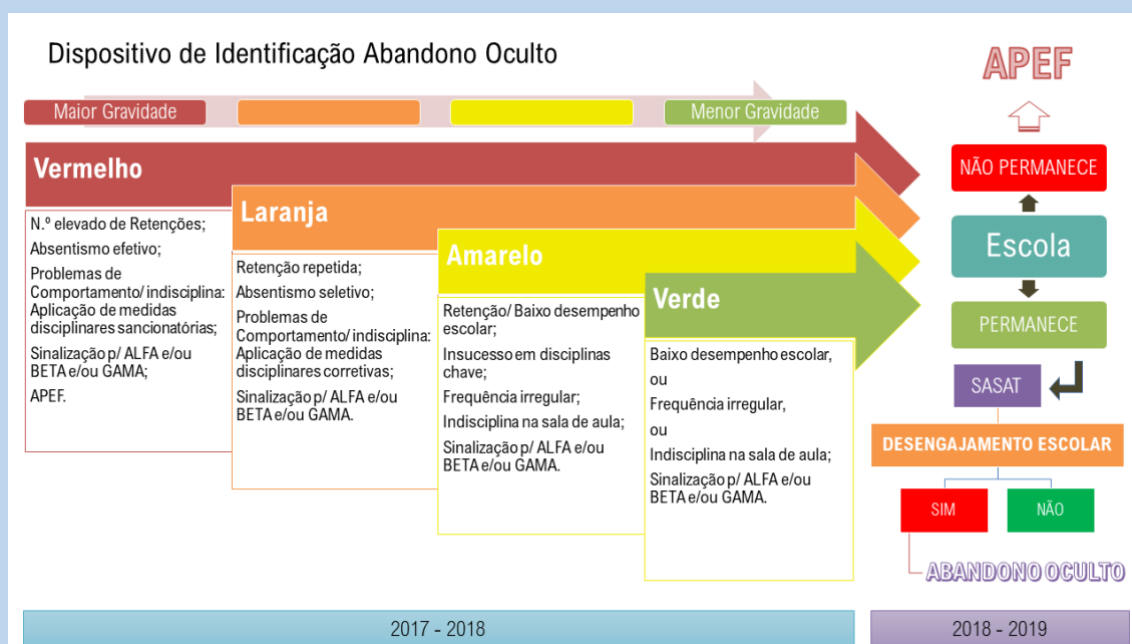 Dispositivo de Identificação Abandono Oculto
Maior Gravidade
Menor Gravidade
Vermelho
N.º elevado de Retenções;
Absentismo efetivo;
Problemas de
Comportamento/ indisciplina:
Aplicação de medidas
disciplinares sancionatórias;
Sinalização p/ ALFA e/ou
BETA e/ou GAMA;
APEF.
Laranja
Retenção repetida;
Absentismo seletivo;
Problemas de
Comportamento/ indisciplina:
Aplicação de medidas
disciplinares corretivas;
Sinalização p/ ALFA e/ou
BETA e/ou GAMA.
Amarelo
Retenção/ Baixo desempenho
escolar;
Insucesso em disciplinas
chave;
Frequência irregular;
Indisciplina na sala de aula;
Sinalização p/ ALFA e/ou
BETA e/ou GAMA.
Verde
Baixo desempenho escolar,
ou
Frequência irregular,
ou
Indisciplina na sala de aula;
Sinalização p/ ALFA e/ou
BETA e/ou GAMA.
APEF
NÃO PERMANECE
Escola
PERMANECE
SASAT
DESENGAJAMENTO ESCOLAR
SIM
NÃO
ABANDONO OCULTO
2017 - 2018
2018 - 2019